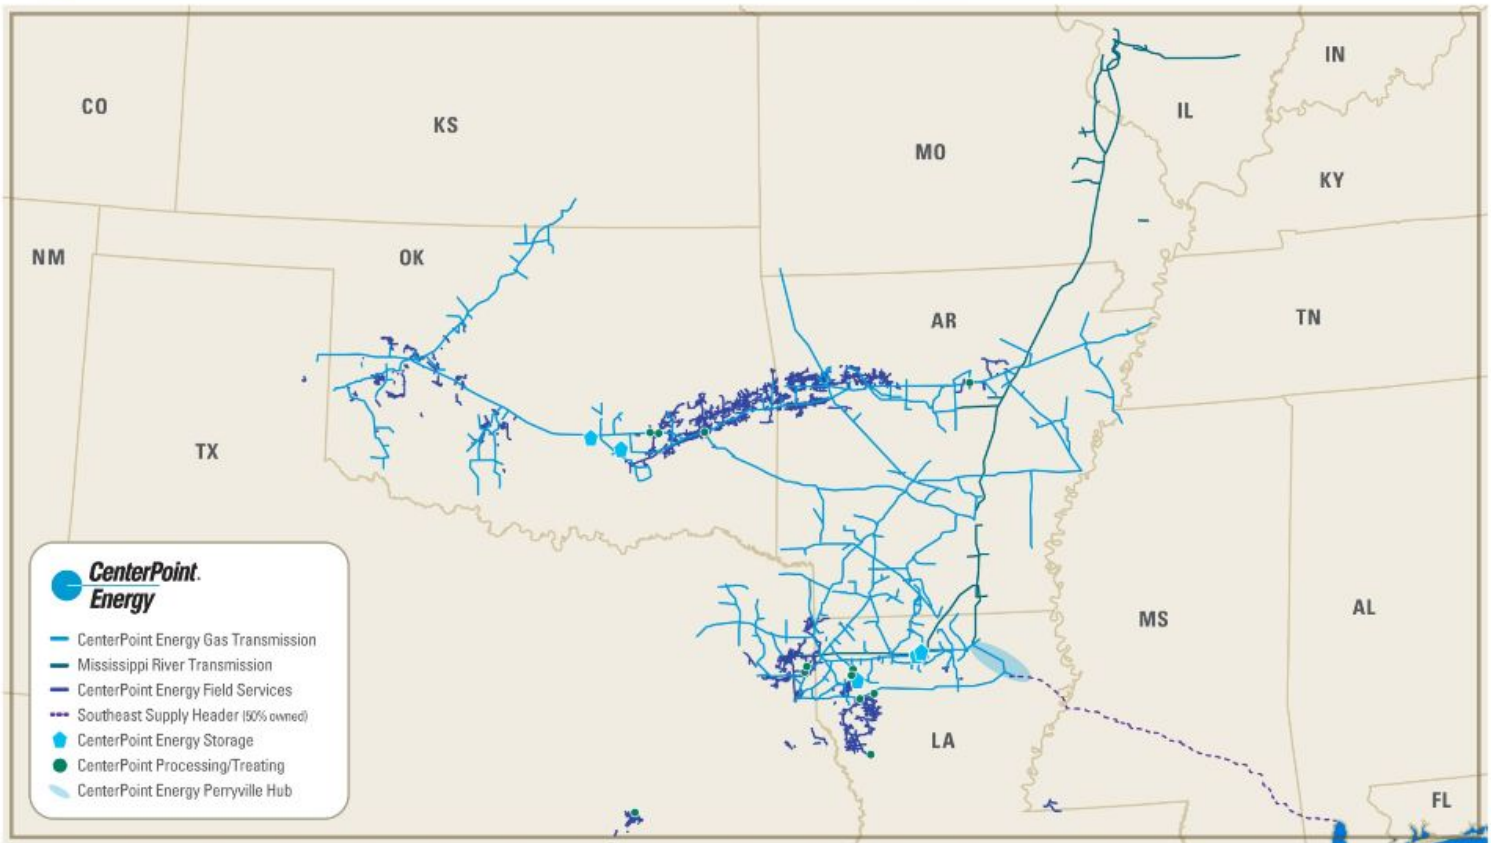 IN
CO
IL
KS
MO
KY
NM
OK
AR
TN
TX
CenterPoint.
Energy
CenterPoint Energy Gas Transmission
Mississippi River Transmission
CenterPoint Energy Field Services
Southeast Supply Header (50% owned)
CenterPoint Energy Storage
CenterPoint Processing/Treating
CenterPoint Energy Perryville Hub
MS
AL
LA
FL